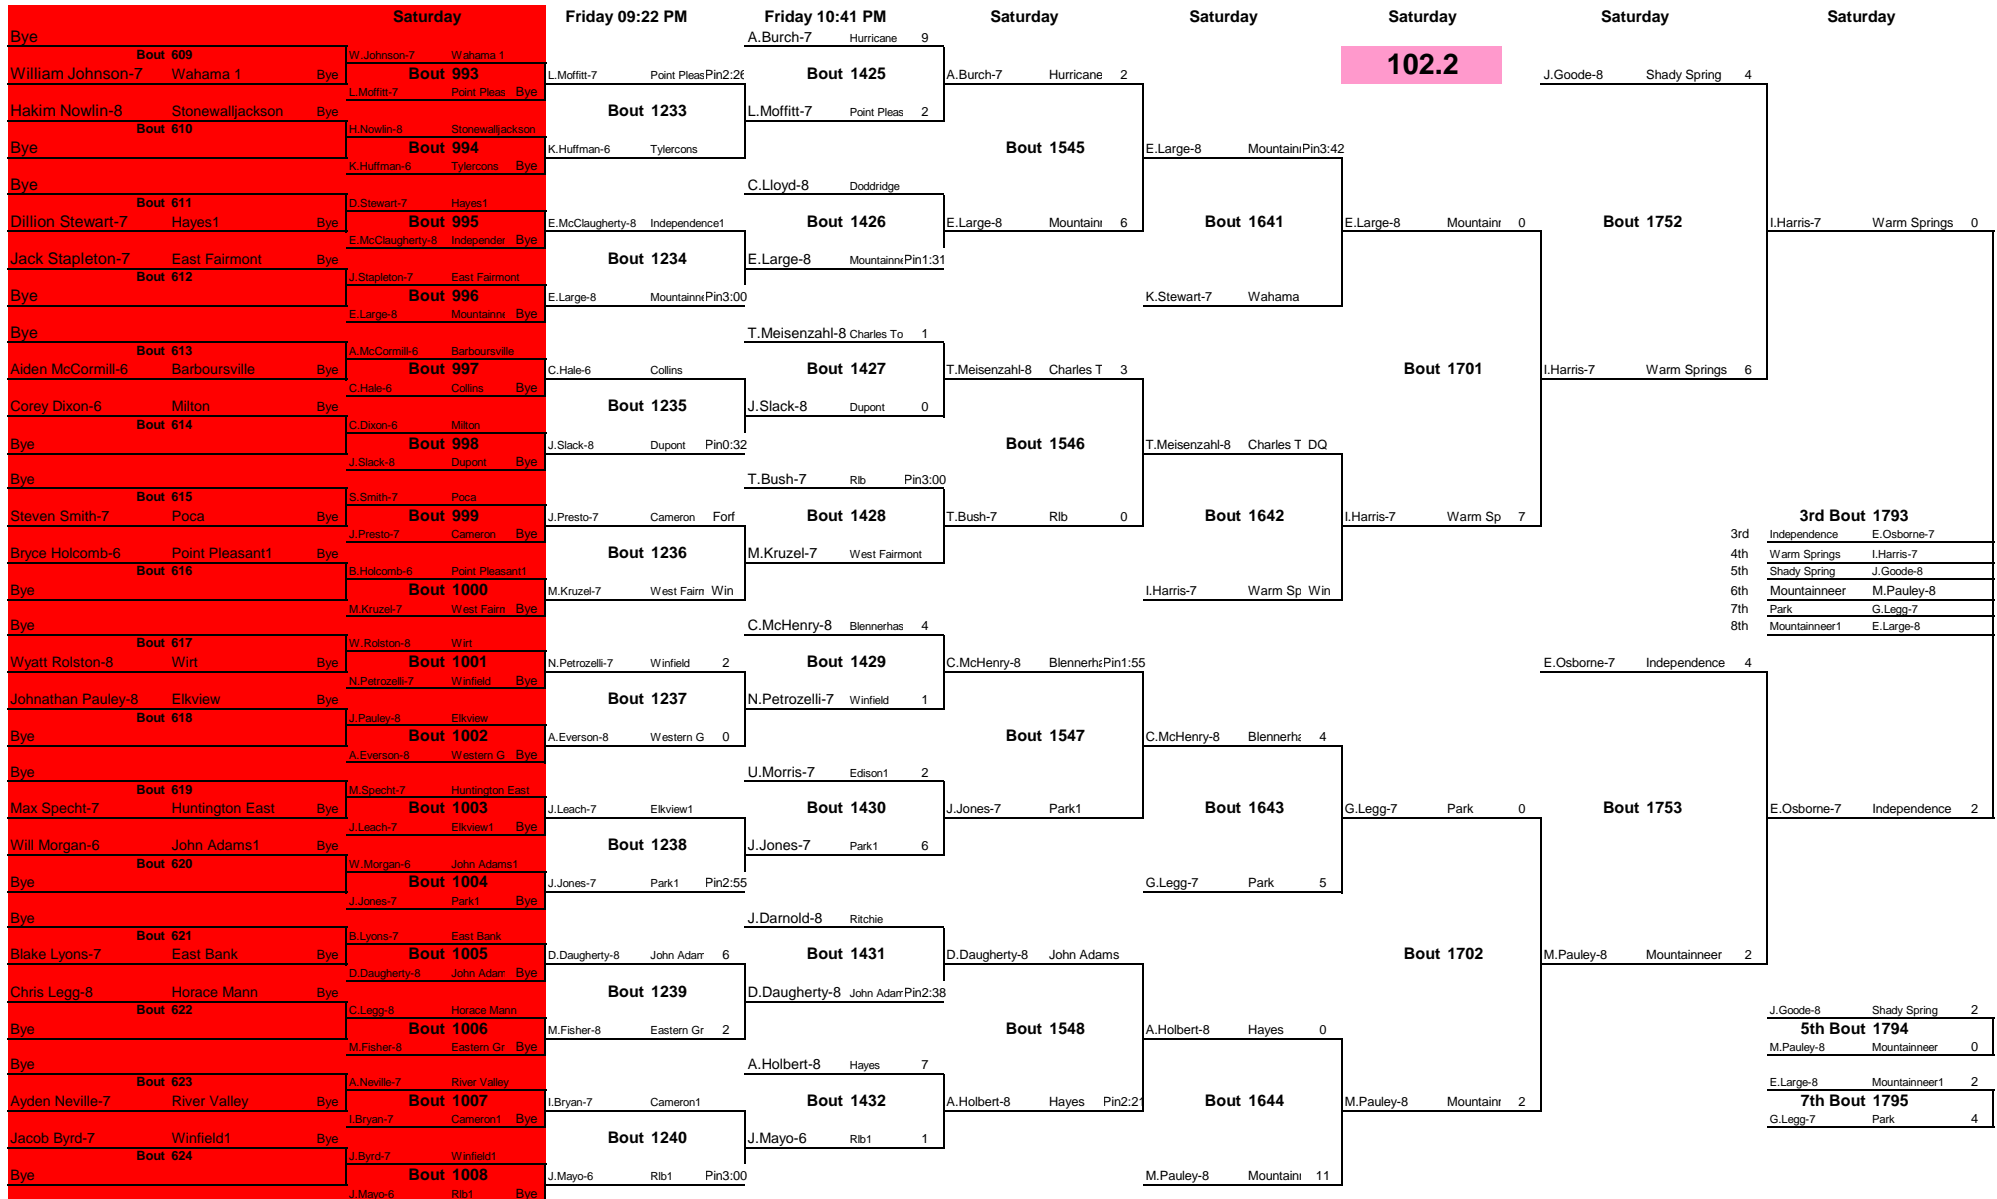 Saturday Friday 09:22 PM Friday 10:41 PM Saturday Saturday Saturday Saturday Saturday
102.2
Bye
Bout 609
William Johnson-7 Wahama 1 Bye
Hakim Nowlin-8 Stonewalljackson Bye
Bout 610
Bye
Bye
Bout 611
Dillion Stewart-7 Hayes1 Bye
Jack Stapleton-7 East Fairmont Bye
Bout 612
Bye
Bye
Bout 613
Aiden McCormill-6 Barboursville Bye
Corey Dixon-6 Milton Bye
Bout 614
Bye
Bye
Bout 615
Steven Smith-7 Poca Bye
Bryce Holcomb-6 Point Pleasant1 Bye
Bout 616
Bye
Bye
Bout 617
Wyatt Rolston-8 Wirt Bye
Johnathan Pauley-8 Elkview Bye
Bout 618
Bye
Bye
Bout 619
Max Specht-7 Huntington East Bye
Will Morgan-6 John Adams1 Bye
Bout 620
Bye
Bye
Bout 621
Blake Lyons-7 East Bank Bye
Chris Legg-8 Horace Mann Bye
Bout 622
Bye
Bye
Bout 623
Ayden Neville-7 River Valley Bye
Jacob Byrd-7 Winfield1 Bye
Bout 624
Bye
W.Johnson-7 Wahama 1
Bout 993
L.Moffitt-7 Point Pleas Bye
H.Nowlin-8 Stonewalljackson
Bout 994
K.Huffman-6 Tylercons Bye
D.Stewart-7 Hayes1
Bout 995
E.McClaugherty-8 Independer Bye
J.Stapleton-7 East Fairmont
Bout 996
E.Large-8 Mountainne Bye
A.McCormill-6 Barboursville
Bout 997
C.Hale-6 Collins Bye
C.Dixon-6 Milton
Bout 998
J.Slack-8 Dupont Bye
S.Smith-7 Poca
Bout 999
J.Presto-7 Cameron Bye
B.Holcomb-6 Point Pleasant1
Bout 1000
M.Kruzel-7 West Fairn Bye
W.Rolston-8 Wirt
Bout 1001
N.Petrozelli-7 Winfield Bye
J.Pauley-8 Elkview
Bout 1002
A.Everson-8 Western G Bye
M.Specht-7 Huntington East
Bout 1003
J.Leach-7 Elkview1 Bye
W.Morgan-6 John Adams1
Bout 1004
J.Jones-7 Park1 Bye
B.Lyons-7 East Bank
Bout 1005
D.Daugherty-8 John Adam Bye
C.Legg-8 Horace Mann
Bout 1006
M.Fisher-8 Eastern Gr Bye
A.Neville-7 River Valley
Bout 1007
I.Bryan-7 Cameron1 Bye
J.Byrd-7 Winfield1
Bout 1008
J.Mayo-6 Rlb1 Bye
L.Moffitt-7 Point Pleas Pin2:26
Bout 1233
K.Huffman-6 Tylercons
E.McClaugherty-8 Independence1
Bout 1234
E.Large-8 Mountainne Pin3:00
C.Hale-6 Collins
Bout 1235
J.Slack-8 Dupont Pin0:32
J.Presto-7 Cameron Forf
Bout 1236
M.Kruzel-7 West Fairn Win
N.Petrozelli-7 Winfield 2
Bout 1237
A.Everson-8 Western G 0
J.Leach-7 Elkview1
Bout 1238
J.Jones-7 Park1 Pin2:55
D.Daugherty-8 John Adam 6
Bout 1239
M.Fisher-8 Eastern Gr 2
I.Bryan-7 Cameron1
Bout 1240
J.Mayo-6 Rlb1 Pin3:00
A.Burch-7 Hurricane 9
Bout 1425
L.Moffitt-7 Point Pleas 2
C.Lloyd-8 Doddridge
Bout 1426
E.Large-8 Mountainne Pin1:31
T.Meisenzahl-8 Charles To 1
Bout 1427
J.Slack-8 Dupont 0
T.Bush-7 Rlb Pin3:00
Bout 1428
M.Kruzel-7 West Fairmont
C.McHenry-8 Blennerhas 4
Bout 1429
N.Petrozelli-7 Winfield 1
U.Morris-7 Edison1 2
Bout 1430
J.Jones-7 Park1 6
J.Darnold-8 Ritchie
Bout 1431
D.Daugherty-8 John Adam Pin2:38
A.Holbert-8 Hayes 7
Bout 1432
J.Mayo-6 Rlb1 1
A.Burch-7 Hurricane 2
Bout 1545
E.Large-8 Mountainr 6
T.Meisenzahl-8 Charles T 3
Bout 1546
T.Bush-7 Rlb 0
C.McHenry-8 Blennerha Pin1:55
Bout 1547
J.Jones-7 Park1
D.Daugherty-8 John Adams
Bout 1548
A.Holbert-8 Hayes Pin2:21
E.Large-8 Mountaini Pin3:42
Bout 1641
K.Stewart-7 Wahama
T.Meisenzahl-8 Charles T DQ
Bout 1642
I.Harris-7 Warm Sp Win
C.McHenry-8 Blennerha 4
Bout 1643
G.Legg-7 Park 5
A.Holbert-8 Hayes 0
Bout 1644
M.Pauley-8 Mountaini 11
E.Large-8 Mountainr 0
Bout 1701
I.Harris-7 Warm Sp 7
G.Legg-7 Park 0
Bout 1702
M.Pauley-8 Mountainr 2
J.Goode-8 Shady Spring 4
Bout 1752
I.Harris-7 Warm Springs 6
E.Osborne-7 Independence 4
Bout 1753
M.Pauley-8 Mountainneer 2
I.Harris-7 Warm Springs 0
3rd Bout 1793
3rd Independence E.Osborne-7
4th Warm Springs I.Harris-7
5th Shady Spring J.Goode-8
6th Mountainneer M.Pauley-8
7th Park G.Legg-7
8th Mountainneer1 E.Large-8
E.Osborne-7 Independence 2
J.Goode-8 Shady Spring 2
5th Bout 1794
M.Pauley-8 Mountainneer 0
E.Large-8 Mountainneer1 2
7th Bout 1795
G.Legg-7 Park 4